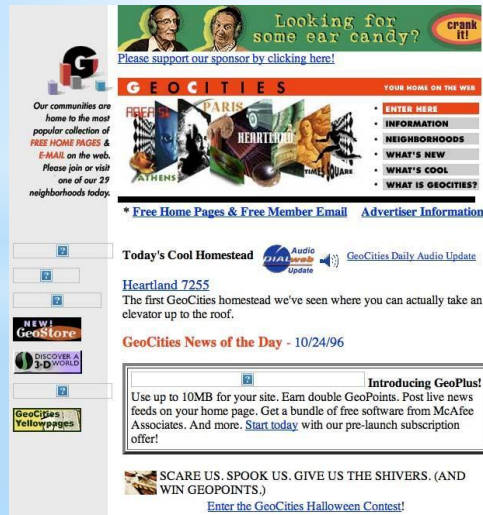 Looking for
some ear candy?
crank
it!
Please support our sponsor by clicking here!
G
Our communities are
home to the most
popular collection of
FREE HOME PAGES &
E-MAIL on the web.
Please join or visit
one of our 29
neighborhoods today.
GEOCITIES
YOUR HOME ON THE WEB
AREA 51
PARIS
HEARTLAND
ATHENS
TIMES SQUARE
• ENTER HERE
• INFORMATION
• NEIGHBORHOODS
• WHAT'S NEW
• WHAT'S COOL
• WHAT IS GEOCITIES?
* Free Home Pages & Free Member Email Advertiser Information
Today's Cool Homestead
Audio
DIALweb
Update
GeoCities Daily Audio Update
Heartland 7255
The first GeoCities homestead we've seen where you can actually take an
elevator up to the roof.
GeoCities News of the Day - 10/24/96
NEW!
GeoStore
DISCOVER A
3-D WORLD
GeoCities
Yellowpages
Introducing GeoPlus!
Use up to 10MB for your site. Earn double GeoPoints. Post live news
feeds on your home page. Get a bundle of free software from McAfee
Associates. And more. Start today with our pre-launch subscription
offer!
SCARE US. SPOOK US. GIVE US THE SHIVERS. (AND
WIN GEOPOINTS.)
Enter the GeoCities Halloween Contest!